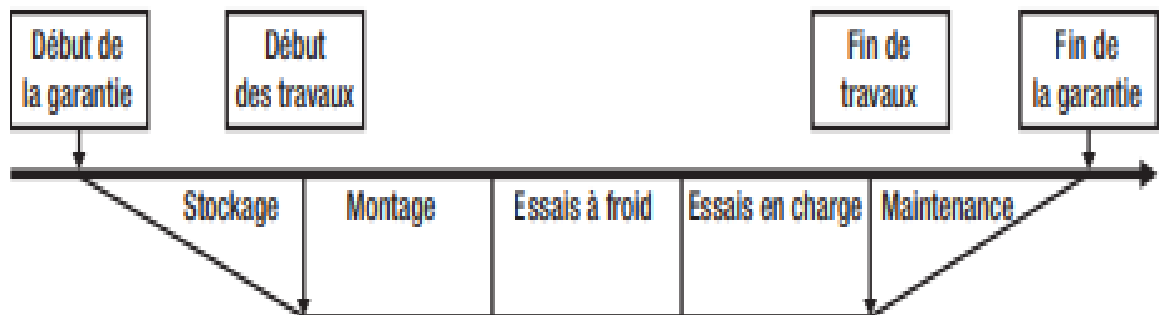 Début de
la garantie
Début
des travaux
Fin de
travaux
Fin de
la garantie
Stockage
Montage
Essais à froid
Essais en charge
Maintenance